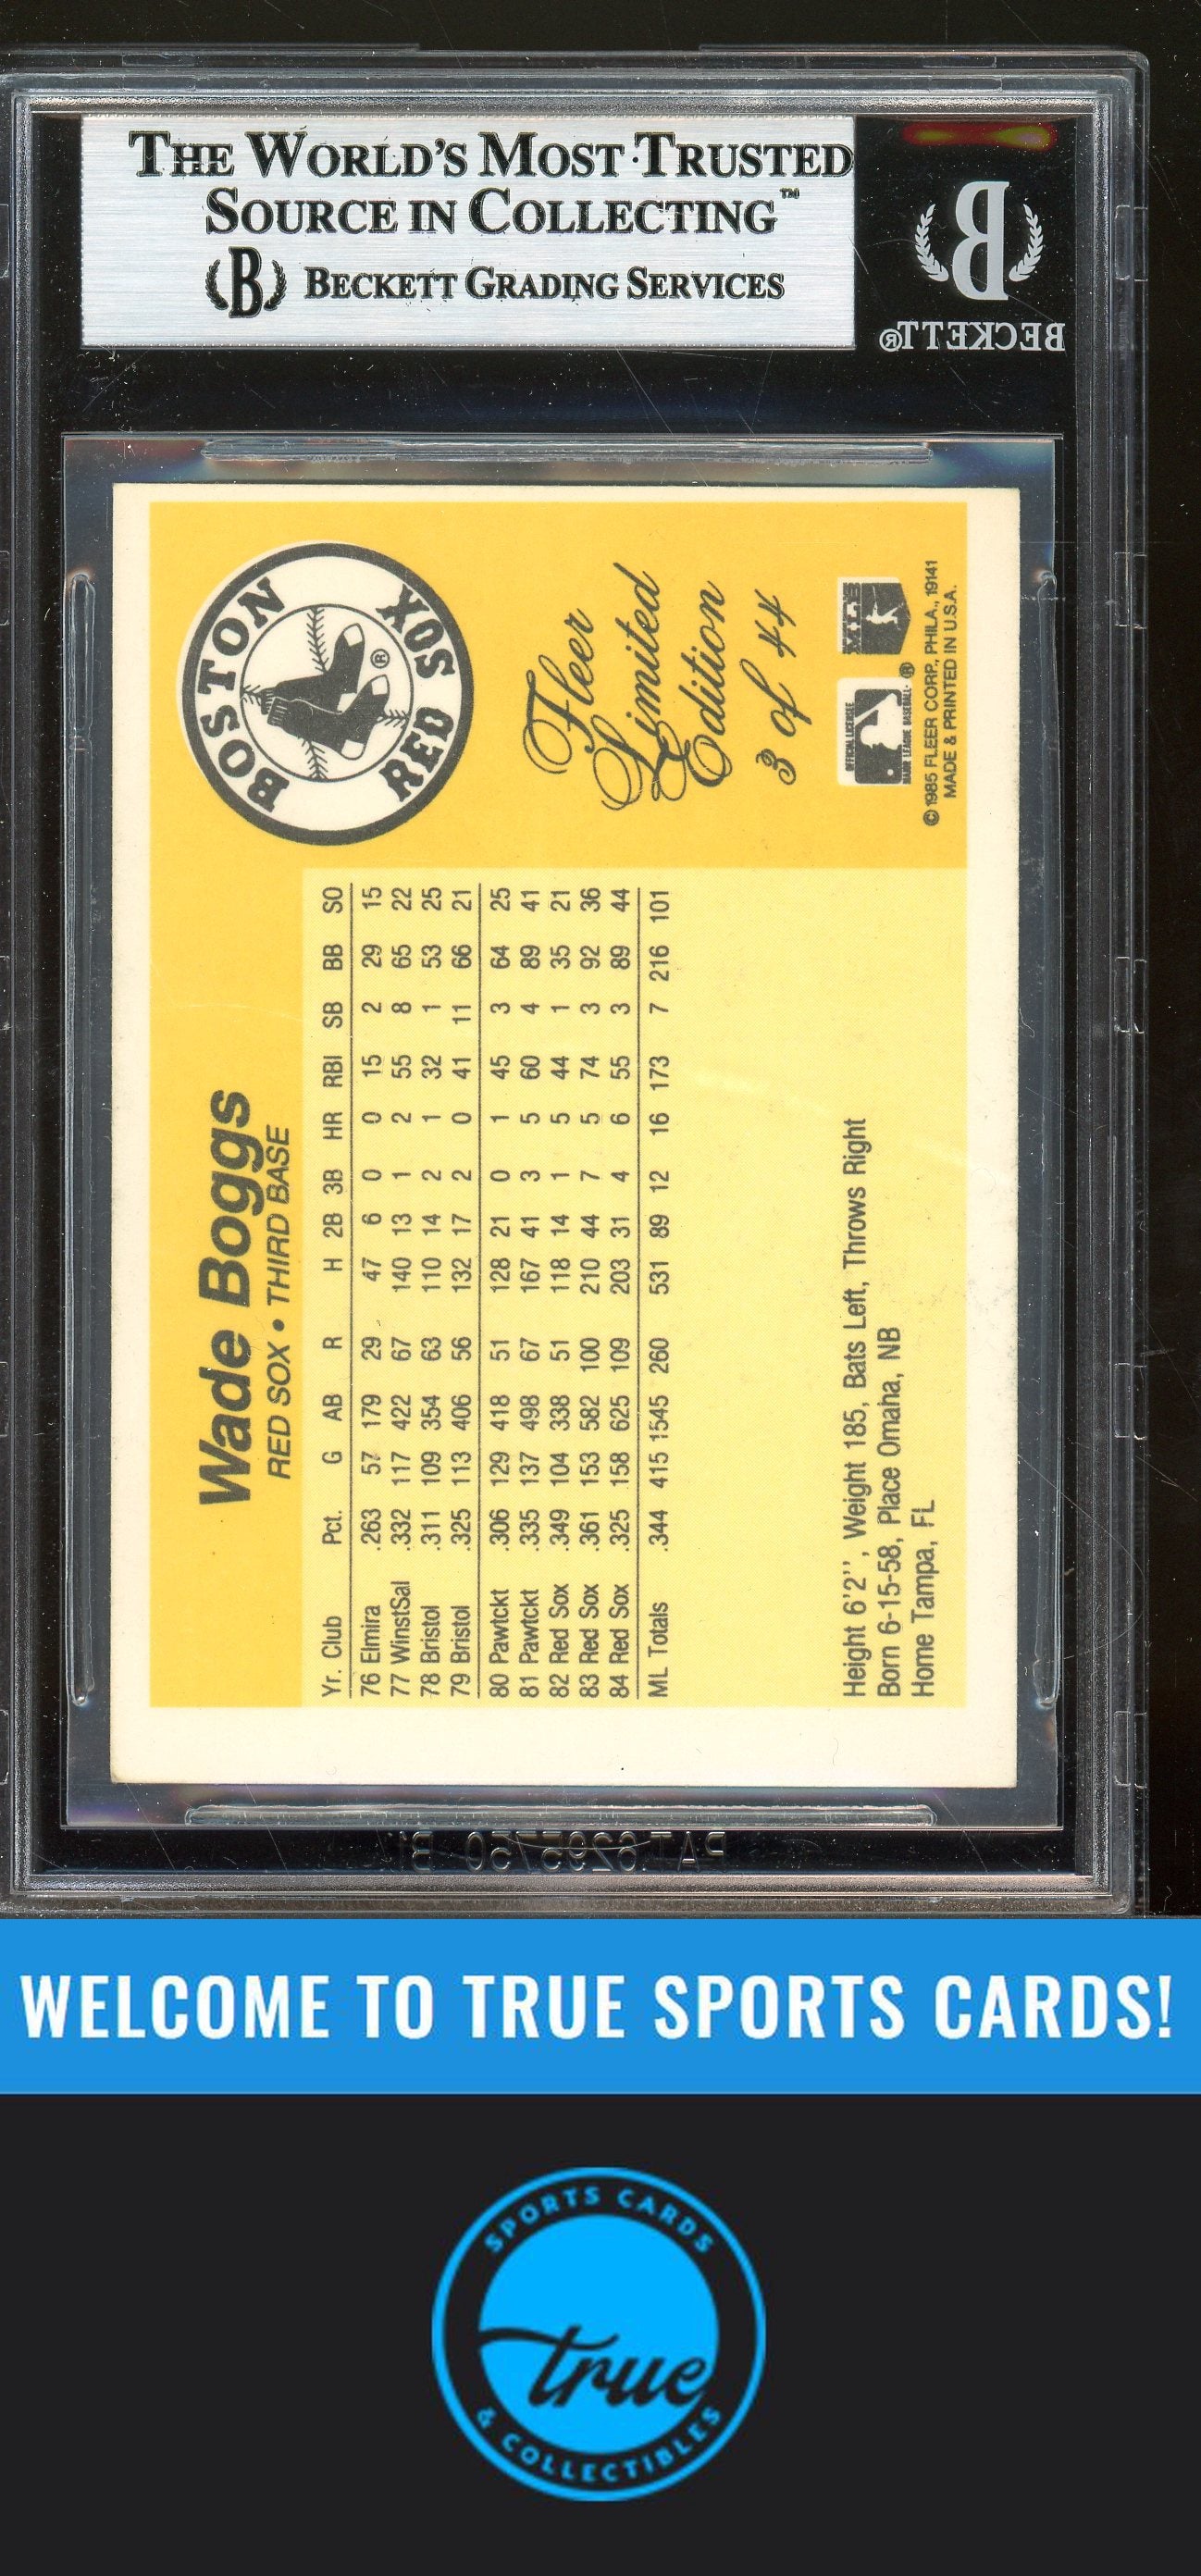 THE WORLD'S MOST TRUSTED
SOURCE IN COLLECTING™
B BECKETT GRADING SERVICES
B
BECKETT®
Wade Boggs
RED SOX • THIRD BASE
BOSTON
RED SOX
®
Yr. Club Pct. G AB R H 2B 3B HR RBI SB BB SO
76 Elmira .263 57 179 29 47 6 0 0 15 2 29 15
77 WinstSal .332 117 422 67 140 13 1 2 55 8 65 22
78 Bristol .311 109 354 63 110 14 2 1 32 1 53 25
79 Bristol .325 113 406 56 132 17 2 0 41 11 66 21
80 Pawtckt .306 129 418 51 128 21 0 1 45 3 64 25
81 Pawtckt .335 137 498 67 167 41 3 5 60 4 89 41
82 Red Sox .349 104 338 51 118 14 1 5 44 1 35 21
83 Red Sox .361 153 582 100 210 44 7 5 74 3 92 36
84 Red Sox .325 158 625 109 203 31 4 6 55 3 89 44
ML Totals .344 415 1545 260 531 89 12 16 173 7 216 101
Height 6'2'', Weight 185, Bats Left, Throws Right
Born 6-15-58, Place Omaha, NB
Home Tampa, FL
Fleer
Limited
Edition
3 of 44
OFFICIAL LICENSEE
MAJOR LEAGUE BASEBALL ®
MLB
© 1985 FLEER CORP., PHILA., 19141
MADE & PRINTED IN U.S.A.
PAT 6295750 B1
WELCOME TO TRUE SPORTS CARDS!
SPORTS CARDS
true
& COLLECTIBLES